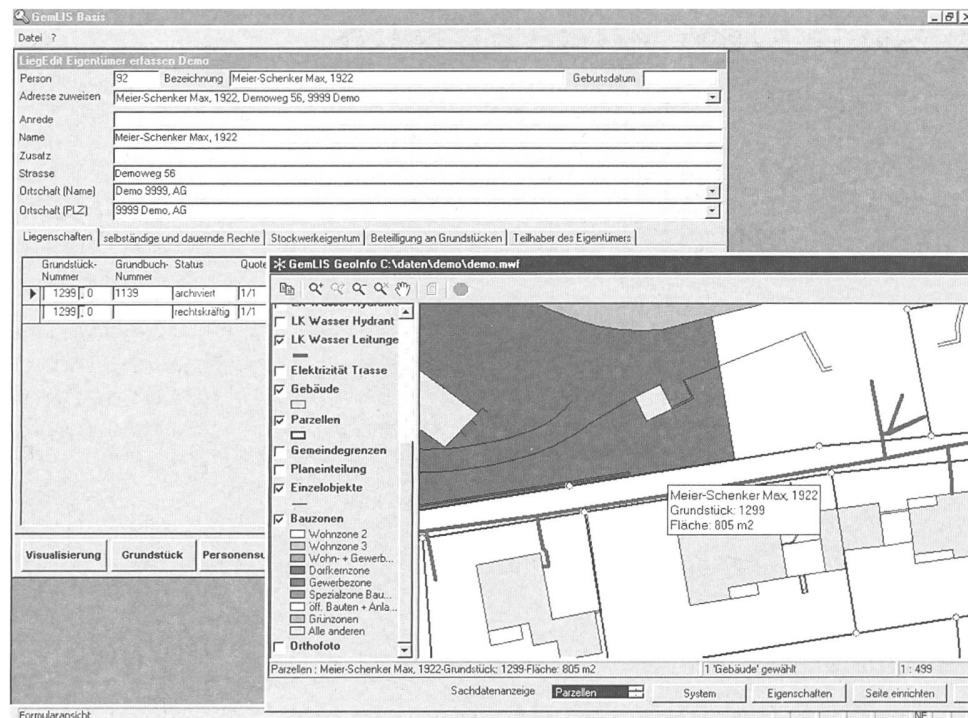 GemLIS Basis
Datei ?
LiegEdit Eigentümer erfassen Demo
Person 92 Bezeichnung Meier-Schenker Max, 1922 Geburtsdatum
Adresse zuweisen Meier-Schenker Max, 1922, Demoweg 56, 9999 Demo
Anrede
Name Meier-Schenker Max, 1922
Zusatz
Strasse Demoweg 56
Ortschaft (Name) Demo 9999, AG
Ortschaft (PLZ) 9999 Demo, AG
Liegenschaften selbständige und dauernde Rechte Stockwerkeigentum Beteiligung an Grundstücken Teilhaber des Eigentümers
Grundstück- Grundbuch- Status Quote
Nummer Nummer
1299 . 0 1139 archiviert 1/1
1299 . 0 rechtskräftig 1/1
Visualisierung Grundstück Personensu
GemLIS GeoInfo C:\daten\demo\demo.mwf
LK Wasser Hydrant
LK Wasser Hydrant
LK Wasser Leitunge
Elektrizität Trasse
Gebäude
Parzellen
Gemeindegrenzen
Planeinteilung
Einzelobjekte
Bauzonen
Wohnzone 2
Wohnzone 3
Wohn- + Gewerb...
Dorfkernzone
Gewerbezone
Spezialzone Bau...
öff. Bauten + Anla...
Grünzonen
Alle anderen
Orthofoto
Meier-Schenker Max, 1922
Grundstück: 1299
Fläche: 805 m2
Parzellen : Meier-Schenker Max, 1922-Grundstück: 1299-Fläche: 805 m2 1 'Gebäude' gewählt 1 : 499
Sachdatenanzeige Parzellen System Eigenschaften Seite einrichten
Formularansicht NF